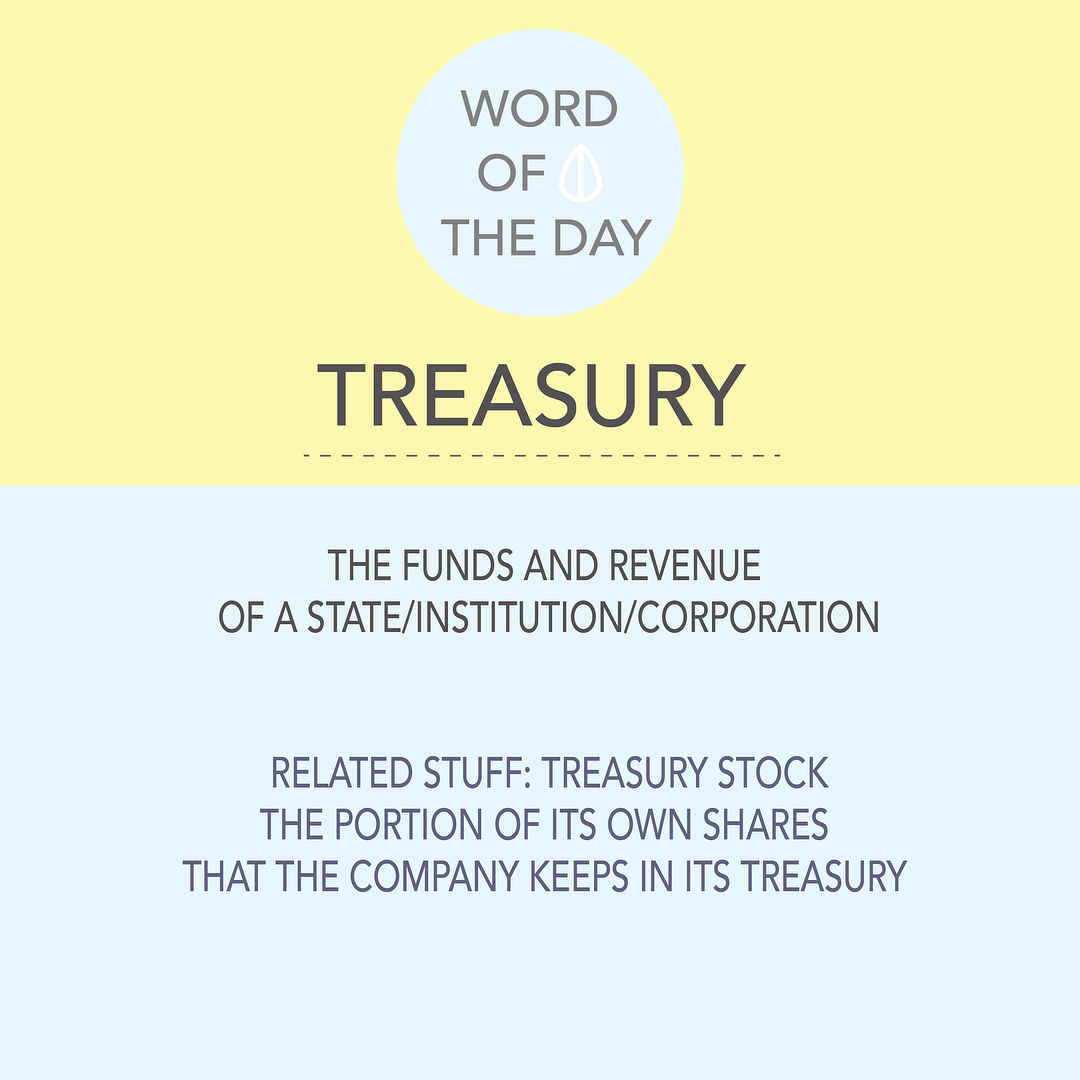 WORD
OF
THE DAY
TREASURY
THE FUNDS AND REVENUE
OF A STATE/INSTITUTION/CORPORATION
RELATED STUFF: TREASURY STOCK
THE PORTION OF ITS OWN SHARES
THAT THE COMPANY KEEPS IN ITS TREASURY